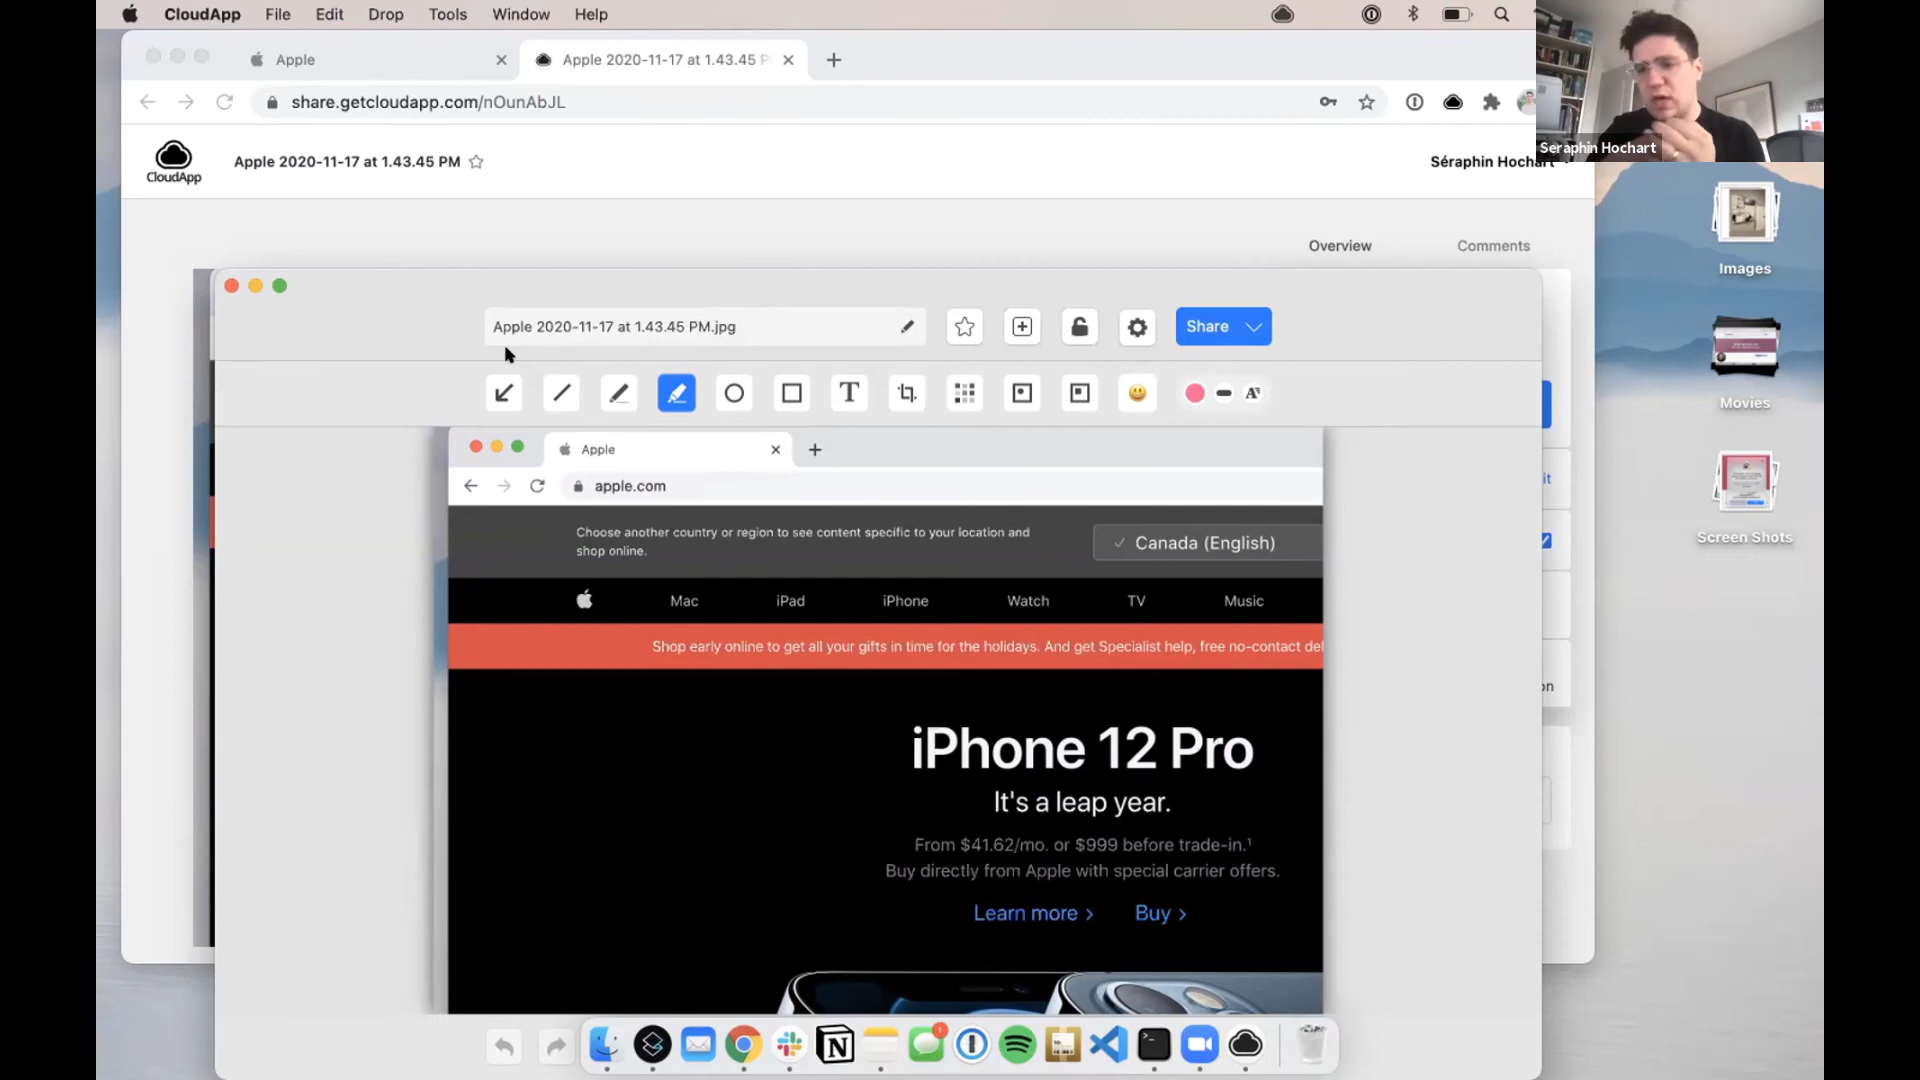 CloudApp File Edit Drop Tools Window Help
Apple
Apple 2020-11-17 at 1.43.45 P
share.getcloudapp.com/nOunAbJL
Seraphin Hochart
CloudApp
Apple 2020-11-17 at 1.43.45 PM
Séraphin Hochart
Overview Comments
Images
Movies
Screen Shots
Apple 2020-11-17 at 1.43.45 PM.jpg
Share
T
A
it
on
Apple
apple.com
Choose another country or region to see content specific to your location and
shop online.
Canada (English)
Mac iPad iPhone Watch TV Music
Shop early online to get all your gifts in time for the holidays. And get Specialist help, free no-contact del
iPhone 12 Pro
It's a leap year.
From $41.62/mo. or $999 before trade-in.¹
Buy directly from Apple with special carrier offers.
Learn more >
Buy >
1